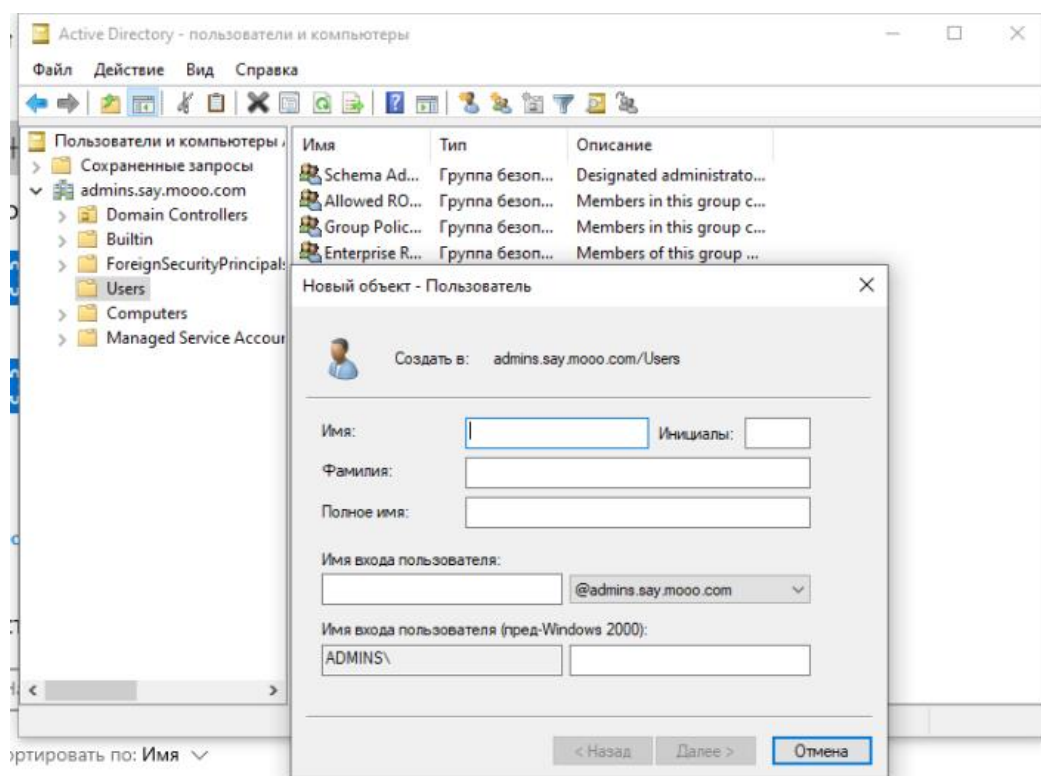 Active Directory - пользователи и компьютеры
Файл Действие Вид Справка
Пользователи и компьютеры
Сохраненные запросы
admins.say.mooo.com
Domain Controllers
Builtin
ForeignSecurityPrincipals
Users
Computers
Managed Service Accour
Имя Тип Описание
Schema Ad... Группа безоп... Designated administrato...
Allowed RO... Группа безоп... Members in this group c...
Group Polic... Группа безоп... Members in this group c...
Enterprise R... Группа безоп... Members of this group ...
Новый объект - Пользователь
Создать в: admins.say.mooo.com/Users
Имя: Инициалы:
Фамилия:
Полное имя:
Имя входа пользователя:
@admins.say.mooo.com
Имя входа пользователя (пред-Windows 2000):
ADMINS\
< Назад Далее > Отмена
ортировать по: Имя